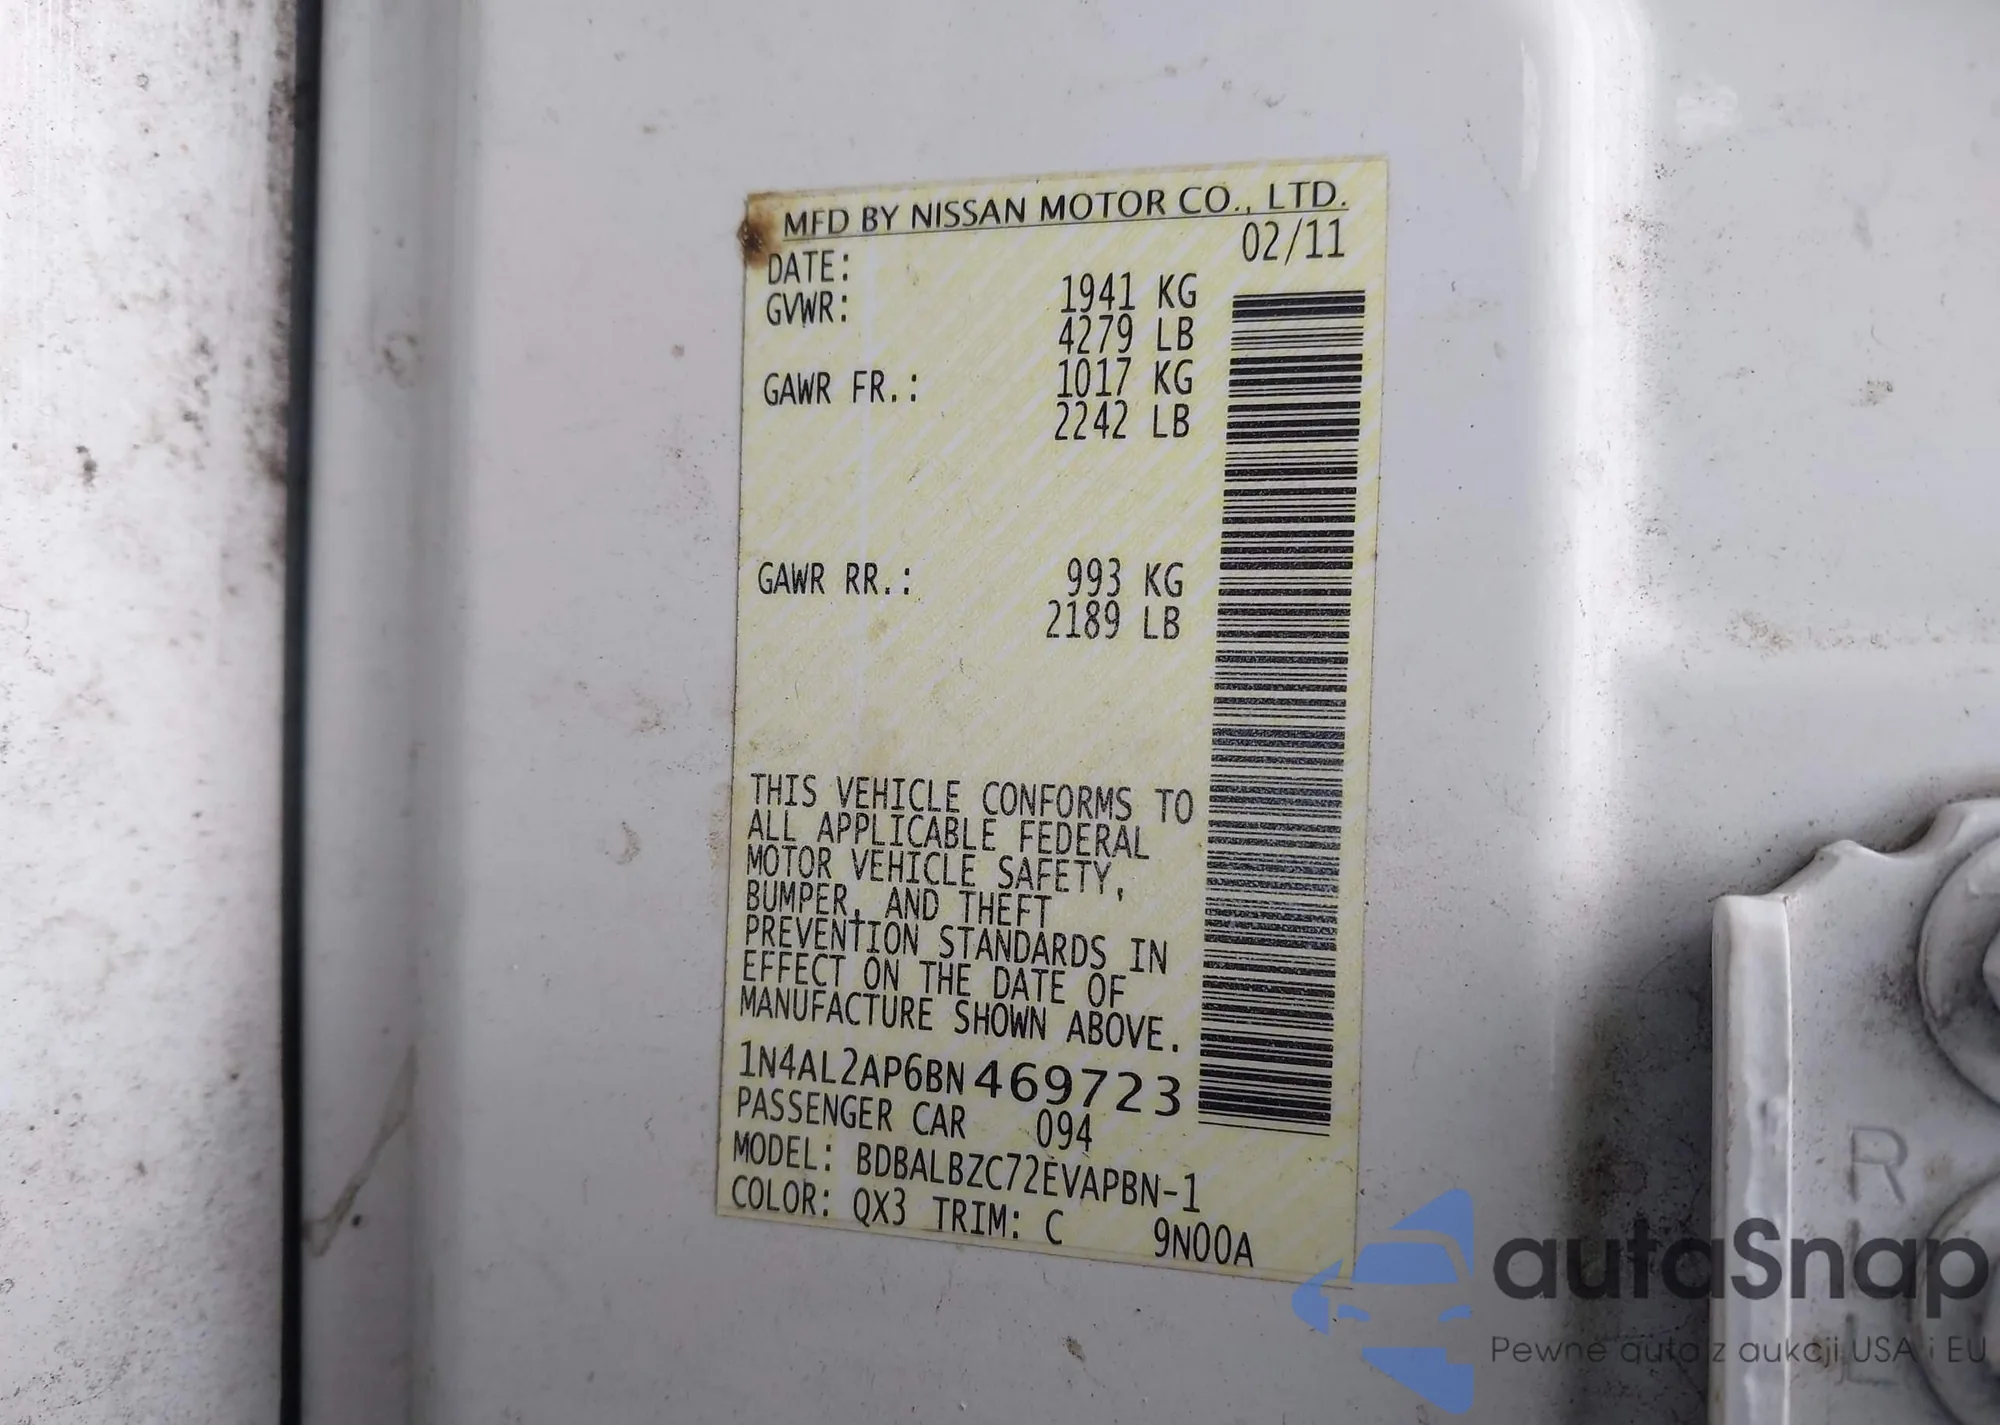 MFD BY NISSAN MOTOR CO., LTD.
DATE: 02/11
GVWR: 1941 KG
4279 LB
GAWR FR.: 1017 KG
2242 LB
GAWR RR.: 993 KG
2189 LB
THIS VEHICLE CONFORMS TO
ALL APPLICABLE FEDERAL
MOTOR VEHICLE SAFETY,
BUMPER, AND THEFT
PREVENTION STANDARDS IN
EFFECT ON THE DATE OF
MANUFACTURE SHOWN ABOVE.
1N4AL2AP6BN469723
PASSENGER CAR 094
MODEL: BDBALBZC72EVAPBN-1
COLOR: QX3 TRIM: C 9N00A
autaSnap
Pewne auta z aukcji USA i EU